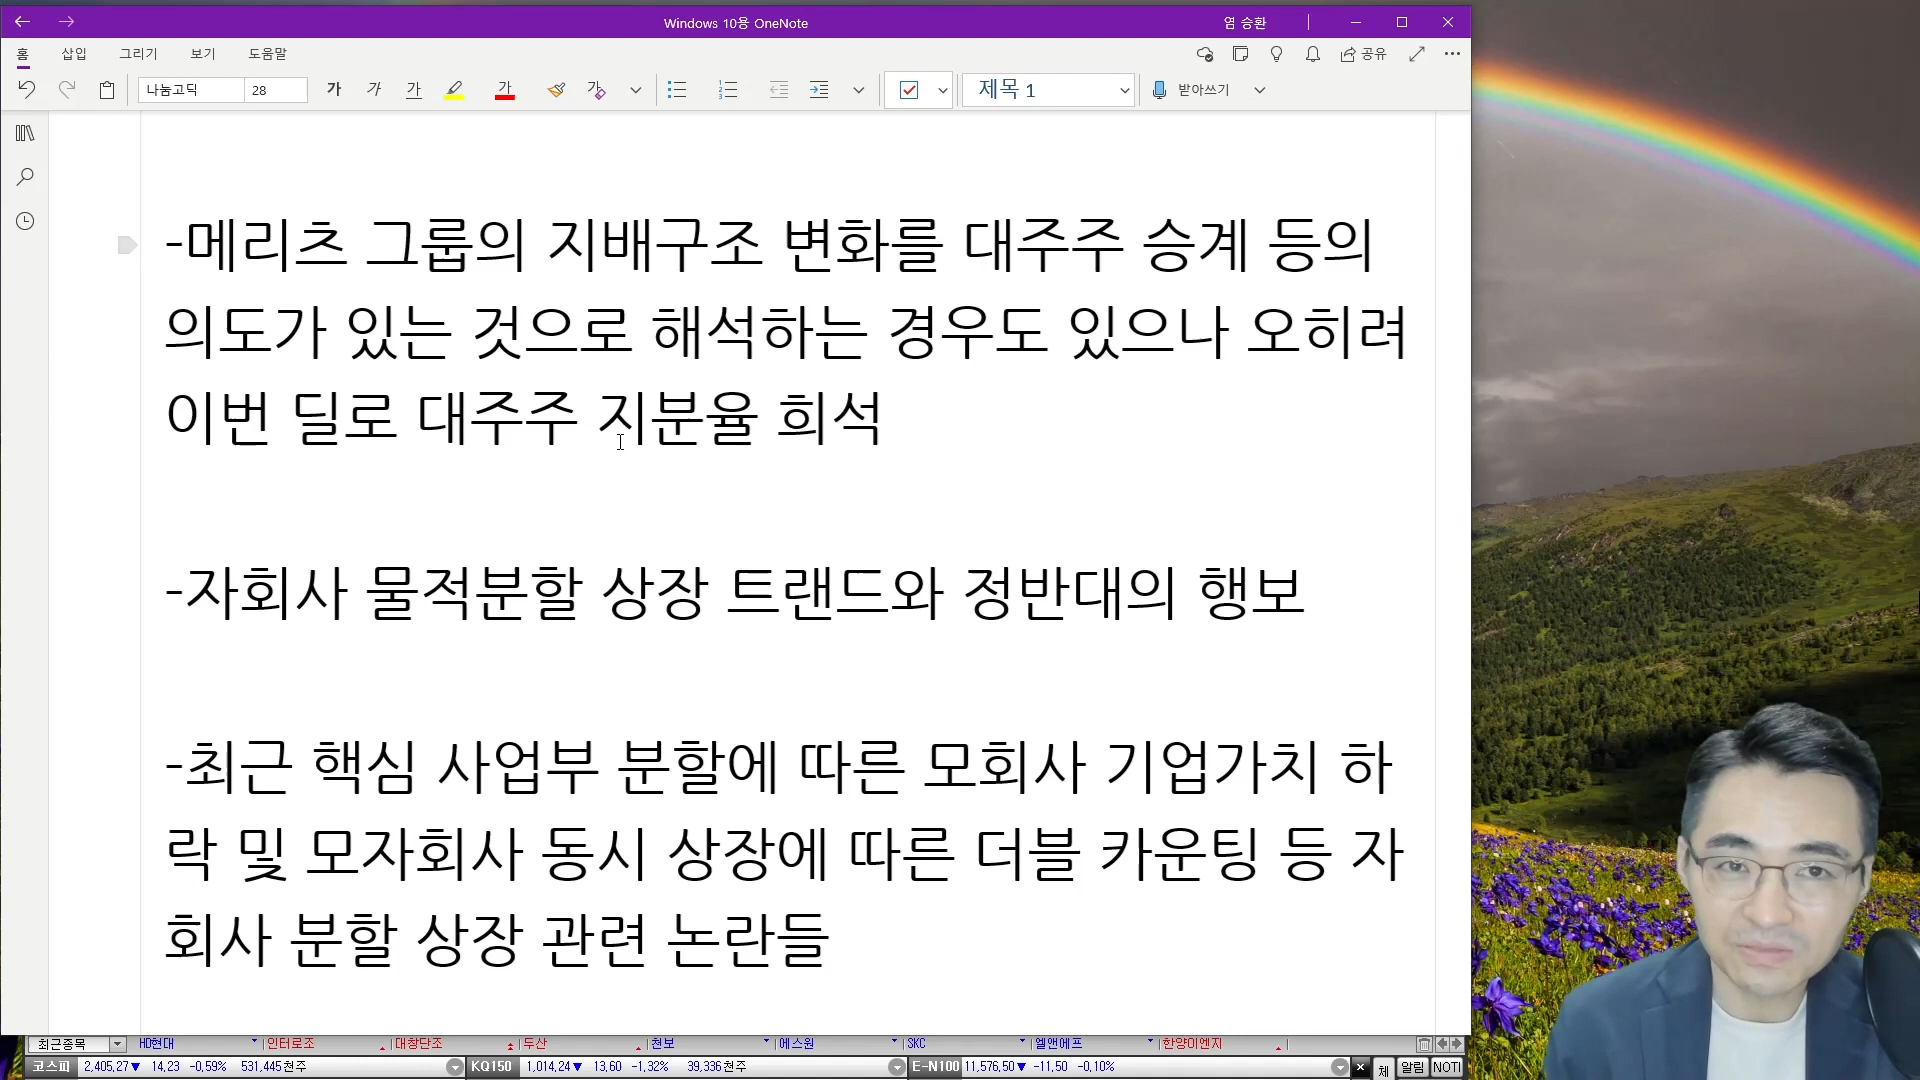 Windows 10용 OneNote
염 승환
홈 삽입 그리기 보기 도움말
공유
나눔고딕 28 가 가 가 가 가 제목 1 받아쓰기
-메리츠 그룹의 지배구조 변화를 대주주 승계 등의
의도가 있는 것으로 해석하는 경우도 있으나 오히려
이번 딜로 대주주 지분율 희석
-자회사 물적분할 상장 트랜드와 정반대의 행보
-최근 핵심 사업부 분할에 따른 모회사 기업가치 하
락 및 모자회사 동시 상장에 따른 더블 카운팅 등 자
회사 분할 상장 관련 논란들
최근종목 HD현대 인터로조 대창단조 두산 천보 에스원 SKC 엘앤에프 한양이엔지
코스피 2,405,27▼ 14,23 -0,59% 531,445천주 KQ150 1,014,24▼ 13,60 -1,32% 39,336천주 E-N100 11,576,50▼ -11,50 -0,10% 체 알림 NOTI